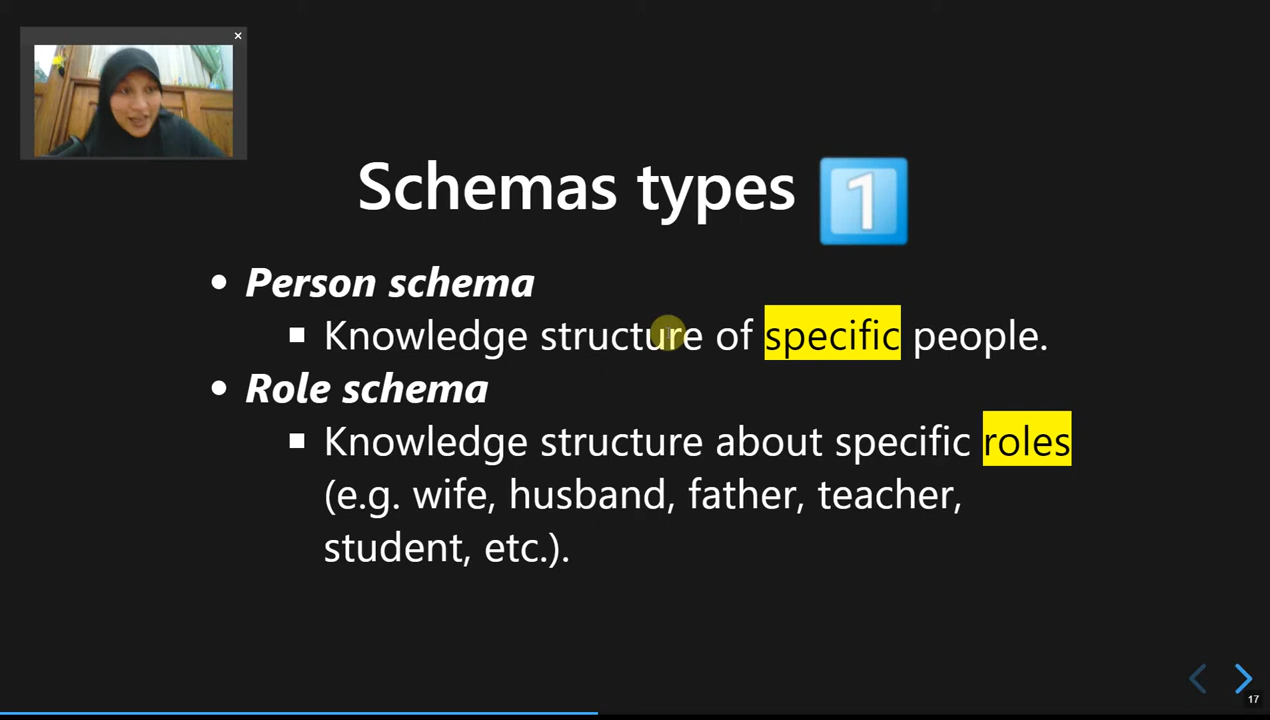 Schemas types 1️⃣
Person schema
Knowledge structure of specific people.
Role schema
Knowledge structure about specific roles
(e.g. wife, husband, father, teacher,
student, etc.).
17